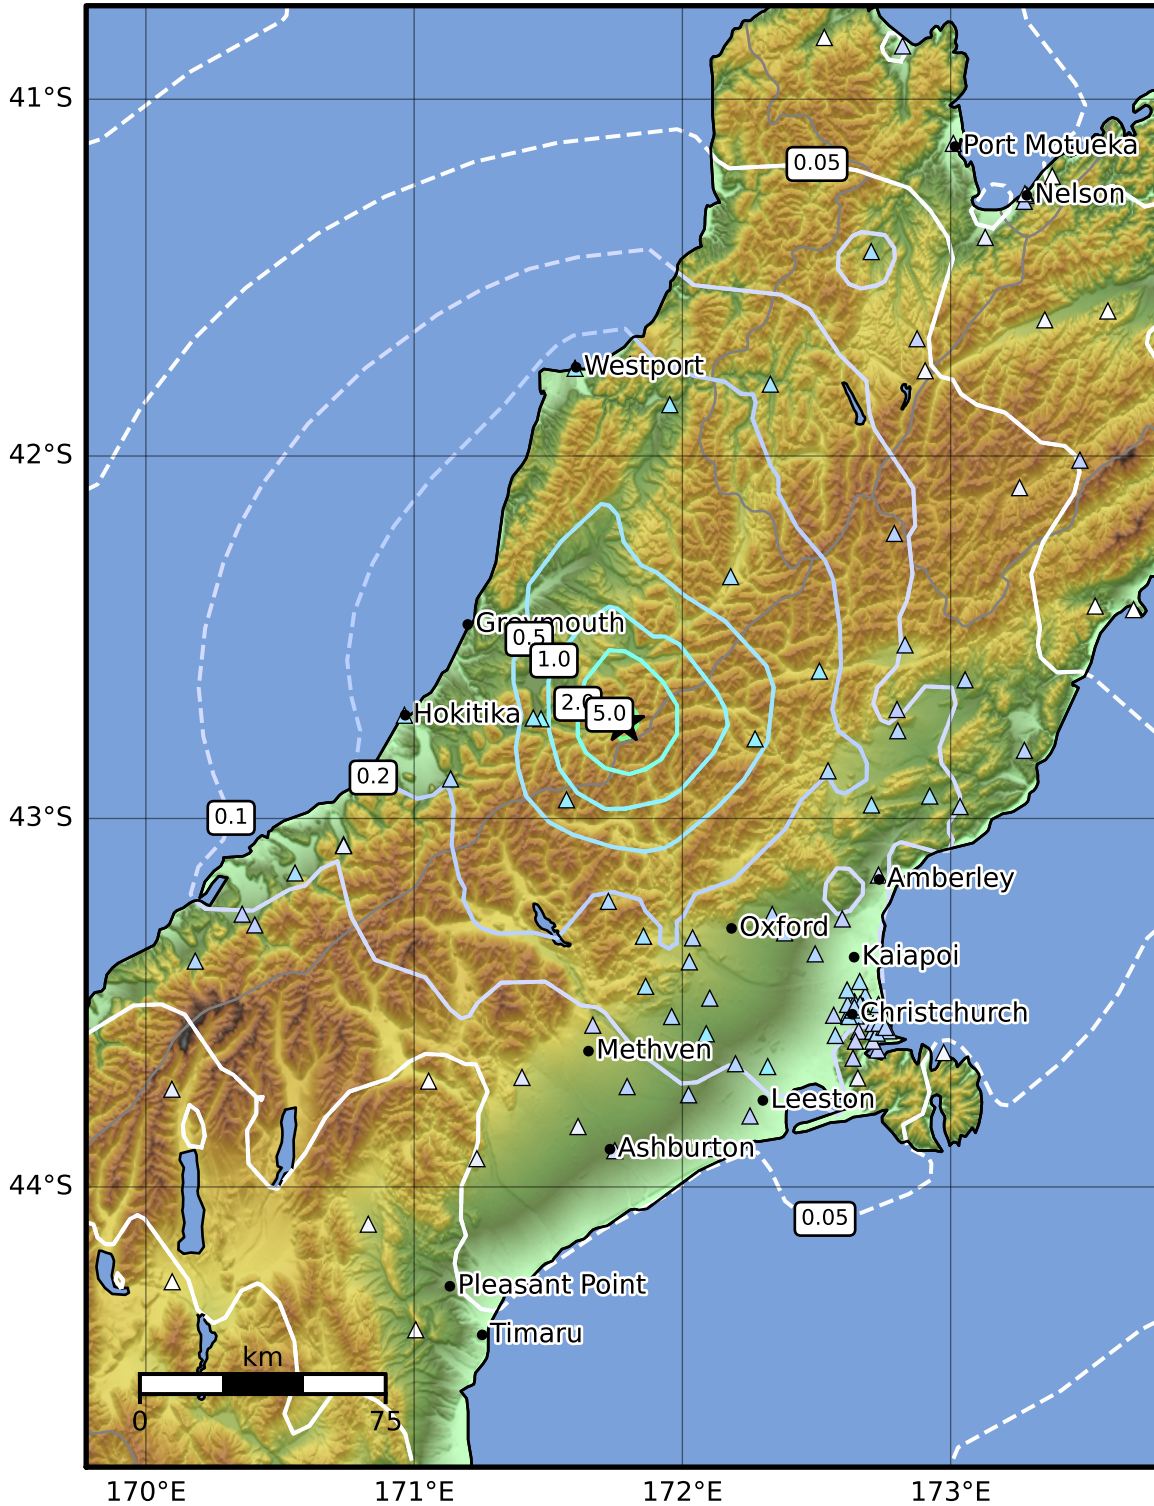 41°S
0.05
Port Motueka
Nelson
Westport
42°S
Greymouth
0.5
1.0
2.0
5.0
Hokitika
0.2
0.1
43°S
Amberley
Oxford
Kaiapoi
Christchurch
Methven
Leeston
Ashburton
44°S
0.05
Pleasant Point
Timaru
km
0
75
170°E
171°E
172°E
173°E